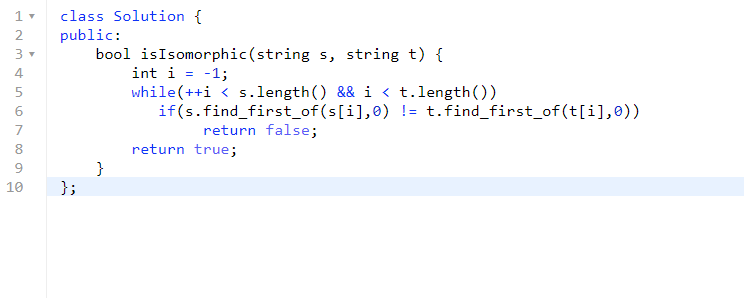 1 class Solution {
2 public:
3 bool isIsomorphic(string s, string t) {
4 int i = -1;
5 while(++i < s.length() && i < t.length())
6 if(s.find_first_of(s[i],0) != t.find_first_of(t[i],0))
7 return false;
8 return true;
9 }
10 };